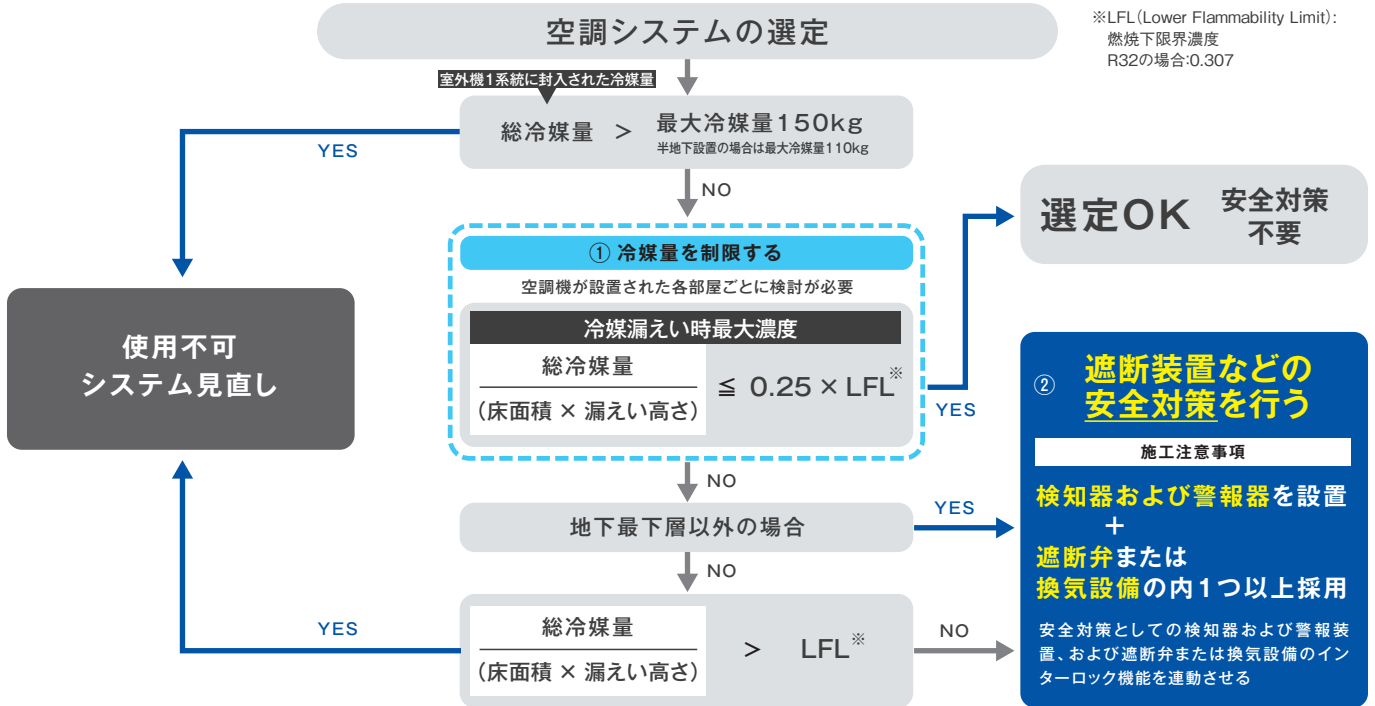 空調システムの選定
※LFL(Lower Flammability Limit):
燃焼下限界濃度
R32の場合:0.307
室外機1系統に封入された冷媒量
総冷媒量 > 最大冷媒量150kg
半地下設置の場合は最大冷媒量110kg
YES
NO
選定OK
安全対策
不要
① 冷媒量を制限する
空調機が設置された各部屋ごとに検討が必要
冷媒漏えい時最大濃度
総冷媒量
(床面積 × 漏えい高さ)
≦ 0.25 × LFL※
YES
使用不可
システム見直し
NO
地下最下層以外の場合
YES
NO
総冷媒量
(床面積 × 漏えい高さ)
> LFL※
YES
NO
② 遮断装置などの
安全対策を行う
施工注意事項
検知器および警報器を設置
+
遮断弁または
換気設備の内1つ以上採用
安全対策としての検知器および警報装
置、および遮断弁または換気設備のイン
ターロック機能を連動させる